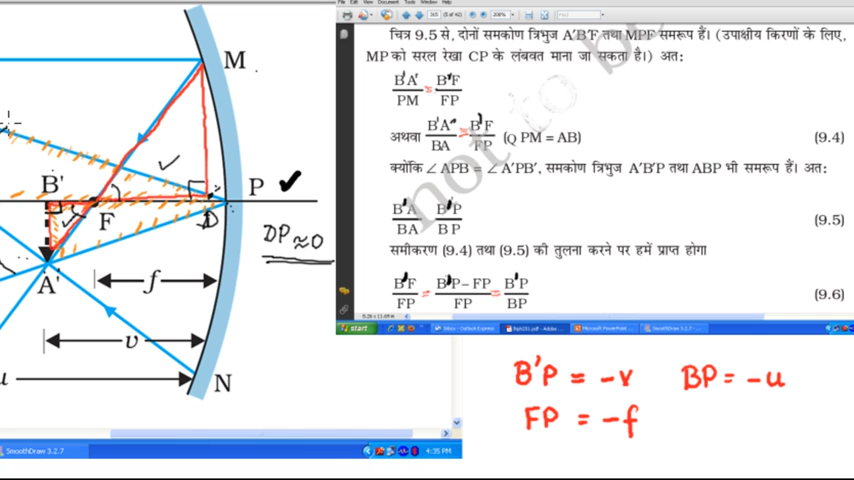 चित्र 9.5 से, दोनों समकोण त्रिभुज A'B'F तथा MPF समरूप हैं। (उपाक्षीय किरणों के लिए,
MP को सरल रेखा CP के लंबवत माना जा सकता है।) अत:
B'A'/PM = B'F/FP
अथवा B'A'/BA = B'F/FP (Q PM = AB) (9.4)
क्योंकि ∠ APB = ∠ A'PB', समकोण त्रिभुज A'B'P तथा ABP भी समरूप हैं। अत:
B'A'/BA B'P/BP (9.5)
समीकरण (9.4) तथा (9.5) की तुलना करने पर हमें प्राप्त होगा
B'F/FP = B'P–FP/FP = B'P/BP (9.6)
not to be
M
B'
P ✓
F
D
DP≈0
A'
f
v
u
N
B'P = -v BP = -u
FP = -f
start
SmoothDraw 3.2.7
4:35 PM